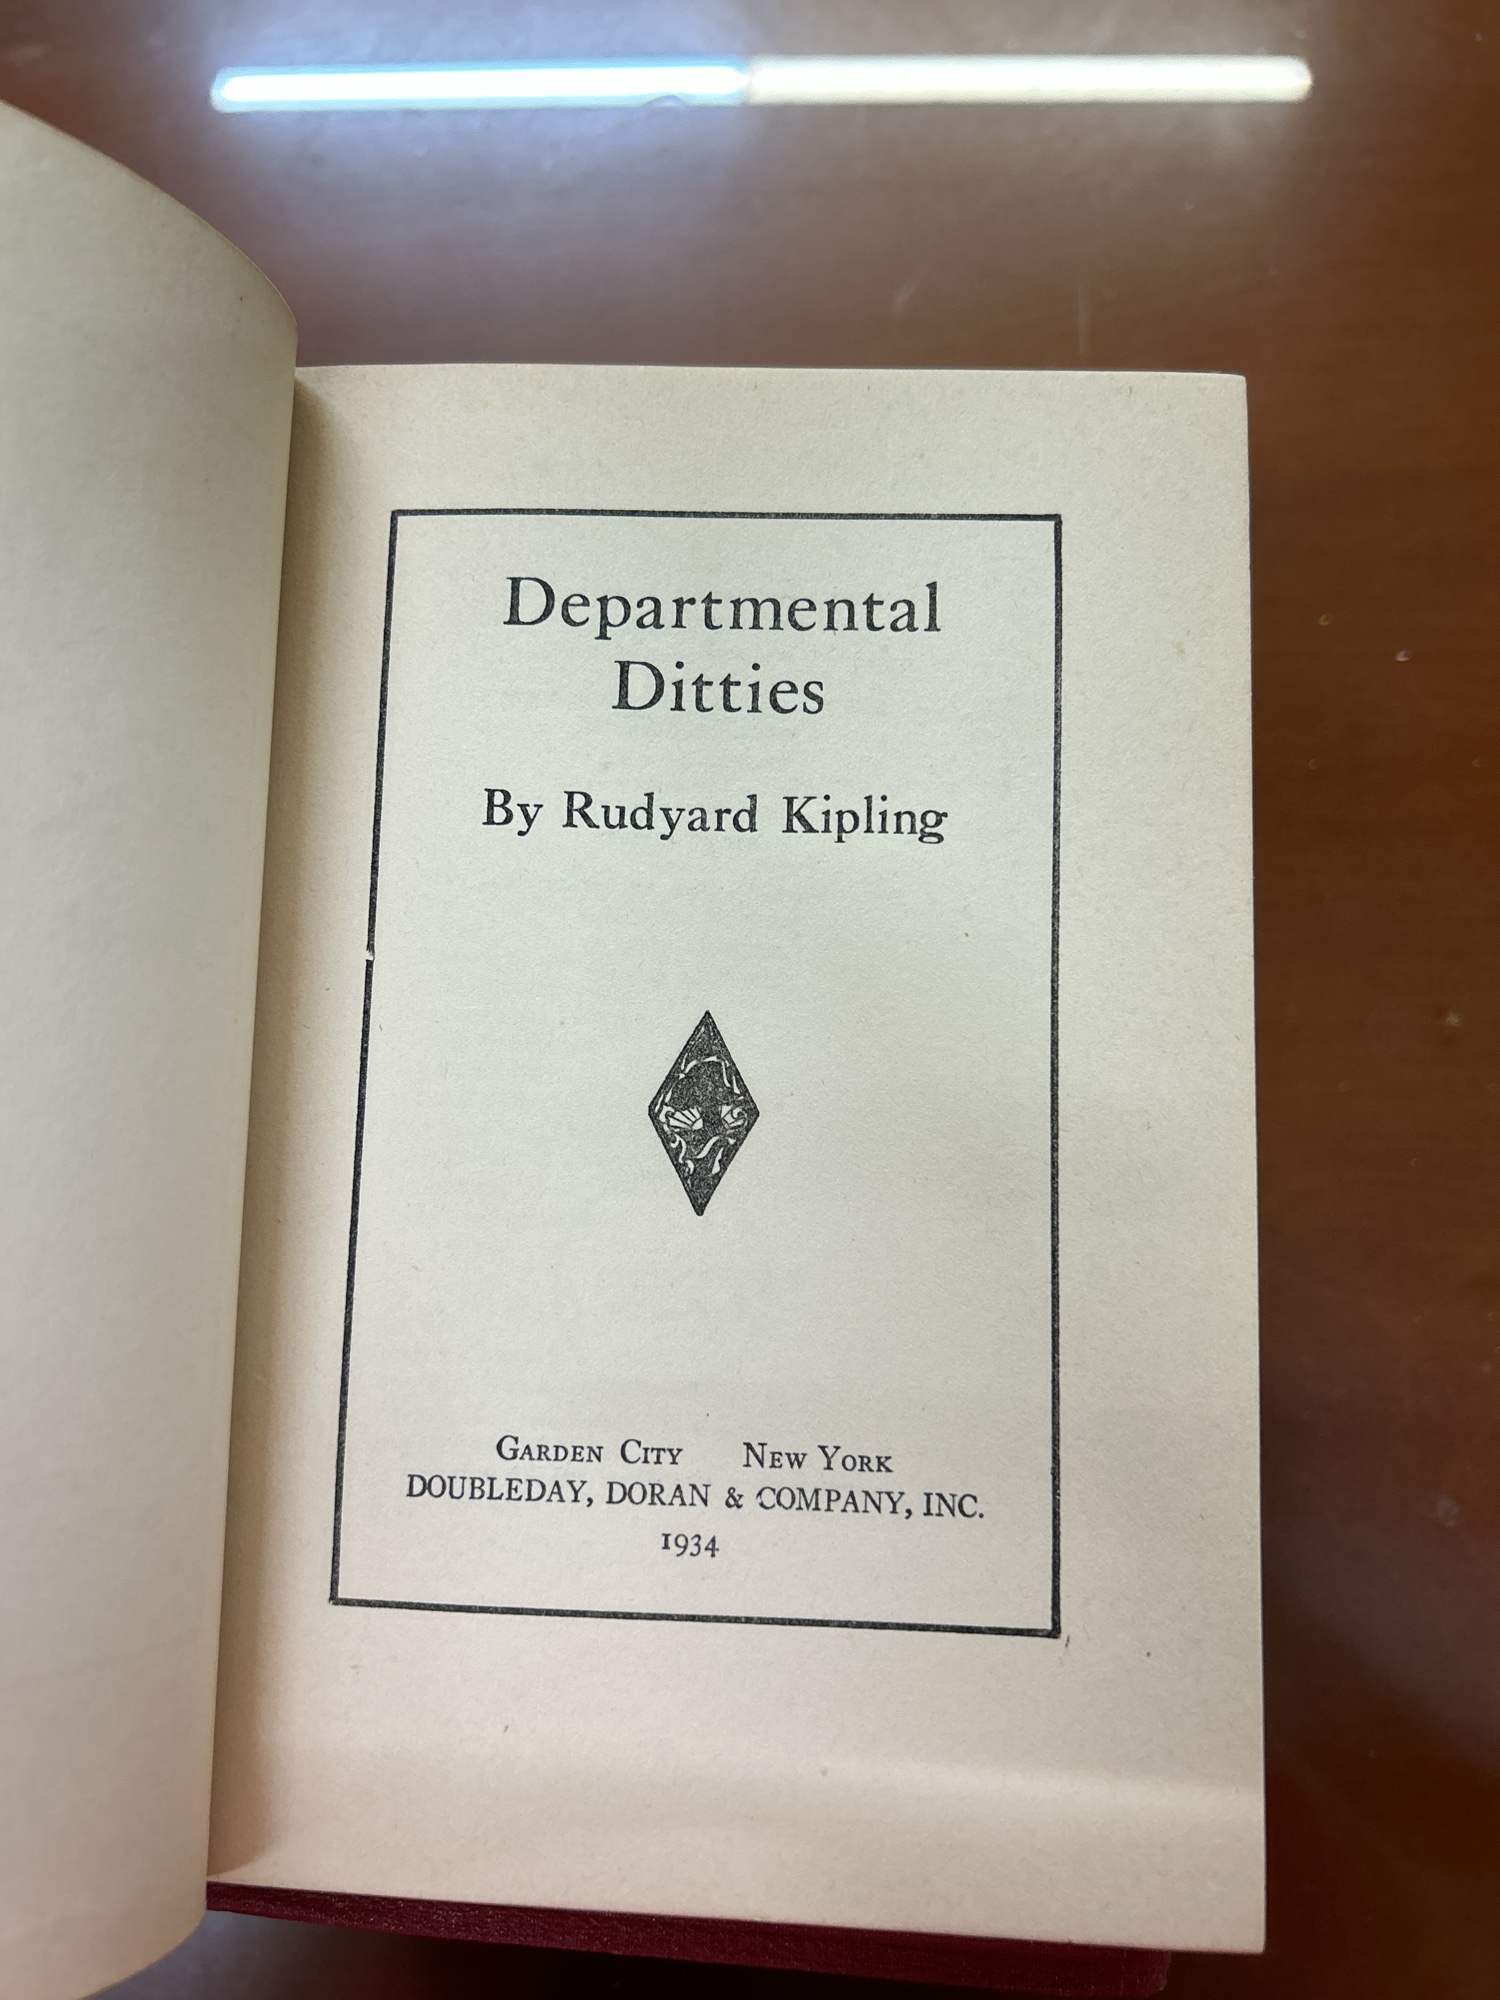 Departmental
Ditties
By Rudyard Kipling
GARDEN CITY NEW YORK
DOUBLEDAY, DORAN & COMPANY, INC.
1934